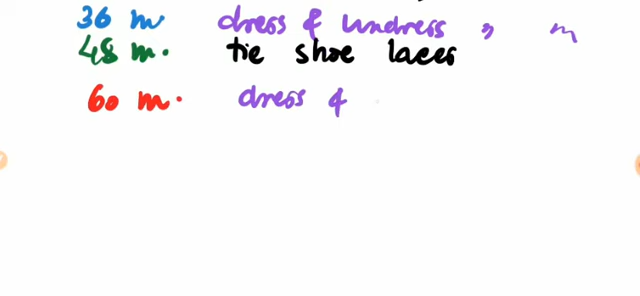 36 m dress & undress , m
48 m. tie shoe laces
60 m. dress &